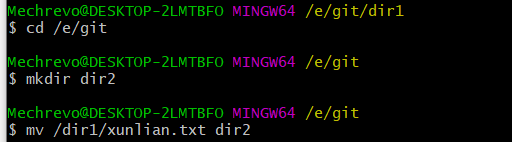 Mechrevo@DESKTOP-2LMTBFO MINGW64 /e/git/dir1
$ cd /e/git
Mechrevo@DESKTOP-2LMTBFO MINGW64 /e/git
$ mkdir dir2
Mechrevo@DESKTOP-2LMTBFO MINGW64 /e/git
$ mv /dir1/xunlian.txt dir2